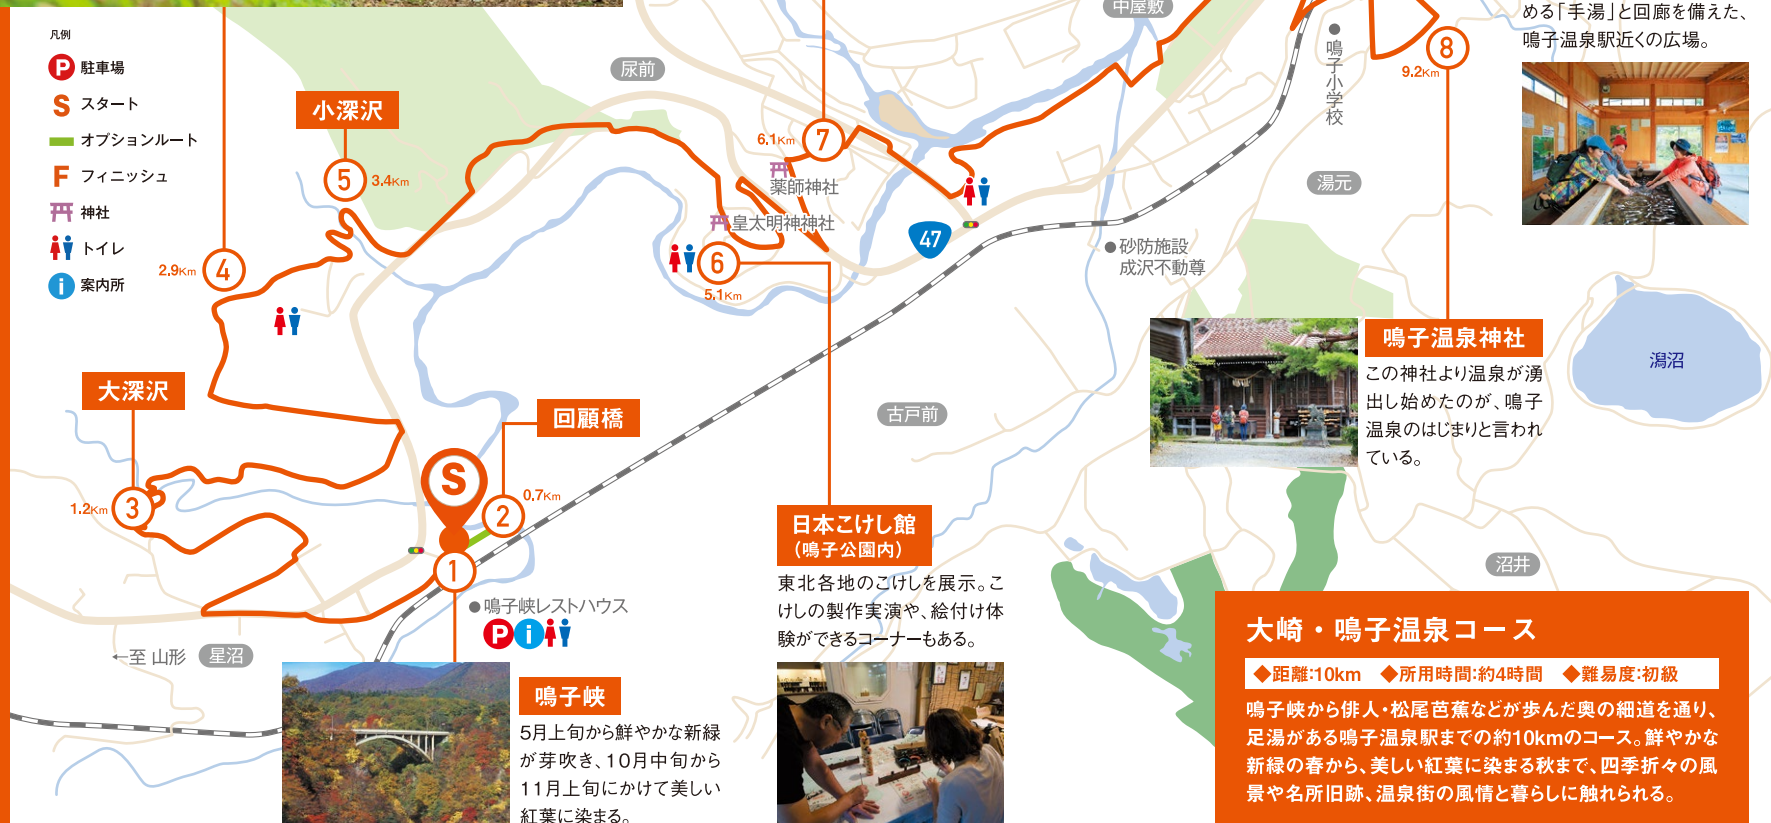 凡例
P 駐車場
S スタート
オプションルート
F フィニッシュ
神社
トイレ
i 案内所
小深沢
5
3.4Km
4
2.9Km
大深沢
3
1.2Km
回顧橋
2
0.7Km
S
1
鳴子峡レストハウス
P i
←至 山形
星沼
鳴子峡
5月上旬から鮮やかな新緑
が芽吹き、10月中旬から
11月上旬にかけて美しい
紅葉に染まる。
尿前
中屋敷
7
6.1Km
薬師神社
皇太明神神社
6
5.1Km
47
砂防施設
成沢不動尊
古戸前
日本こけし館
(鳴子公園内)
東北各地のこけしを展示。こ
けしの製作実演や、絵付け体
験ができるコーナーもある。
鳴子小学校
8
9.2Km
湯元
める「手湯」と回廊を備えた、
鳴子温泉駅近くの広場。
鳴子温泉神社
この神社より温泉が湧
出し始めたのが、鳴子
温泉のはじまりと言われ
ている。
潟沼
沼井
大崎・鳴子温泉コース
◆距離:10km ◆所用時間:約4時間 ◆難易度:初級
鳴子峡から俳人・松尾芭蕉などが歩んだ奥の細道を通り、
足湯がある鳴子温泉駅までの約10kmのコース。鮮やかな
新緑の春から、美しい紅葉に染まる秋まで、四季折々の風
景や名所旧跡、温泉街の風情と暮らしに触れられる。